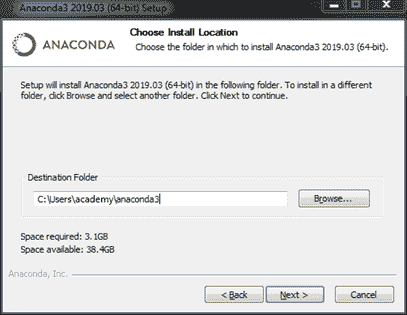 Anaconda3 2019.03 (64-bit) Setup
ANACONDA
Choose Install Location
Choose the folder in which to install Anaconda3 2019.03 (64-bit).
Setup will install Anaconda3 2019.03 (64-bit) in the following folder. To install in a different
folder, click Browse and select another folder. Click Next to continue.
Destination Folder
C:\Users\academy\anaconda3
Browse...
Space required: 3.1GB
Space available: 38.4GB
Anaconda, Inc.
< Back
Next >
Cancel